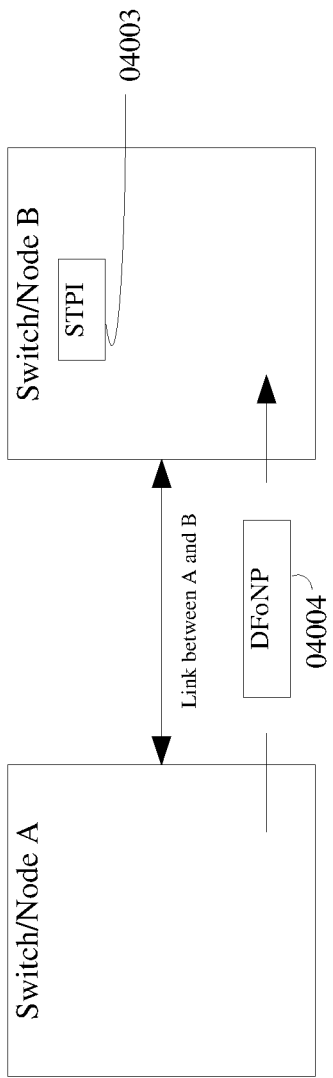 Switch/Node A
Link between A and B
DFoNP
04004
Switch/Node B
STPI
04003